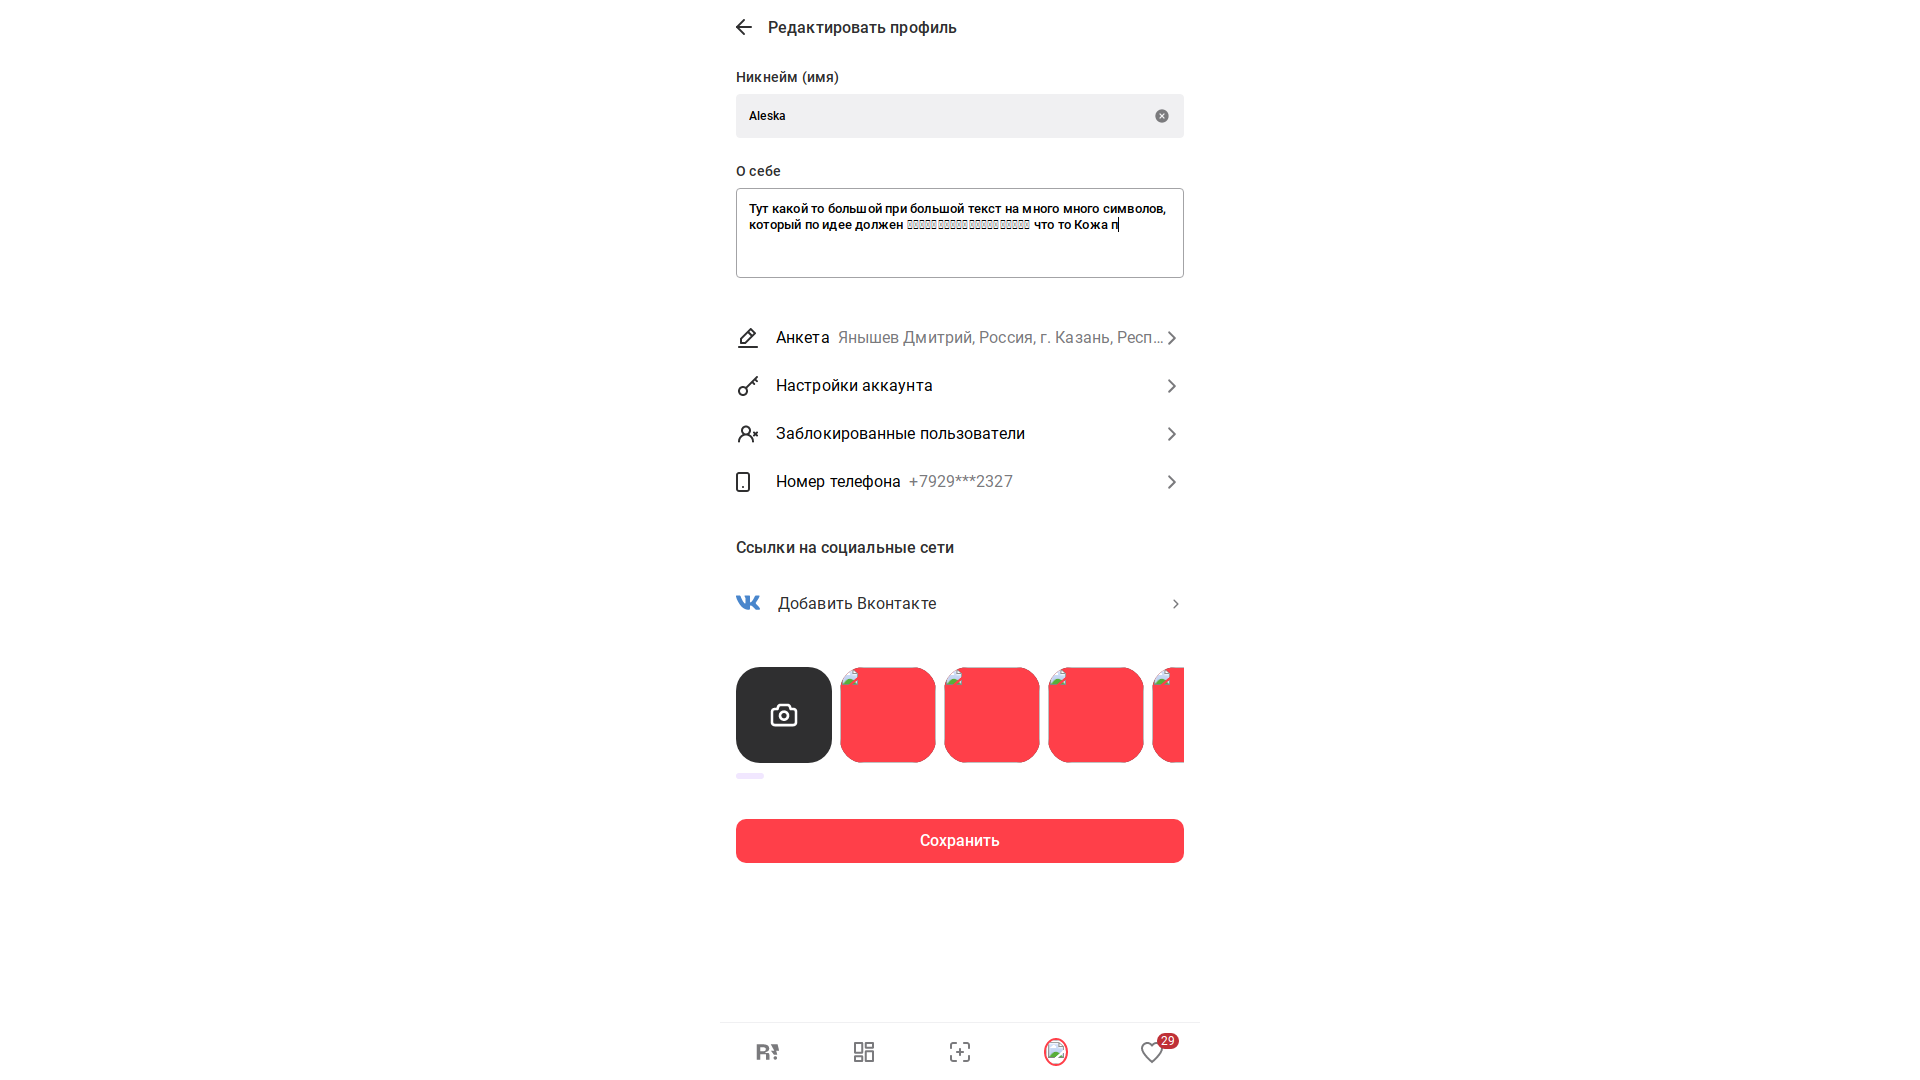 Редактировать профиль
Никнейм (имя)
Aleska
О себе
Тут какой то большой при большой текст на много много символов,
который по идее должен что то Кожа п
Анкета Янышев Дмитрий, Россия, г. Казань, Респ...
Настройки аккаунта
Заблокированные пользователи
Номер телефона +7929***2327
Ссылки на социальные сети
Добавить Вконтакте
Сохранить
R
29